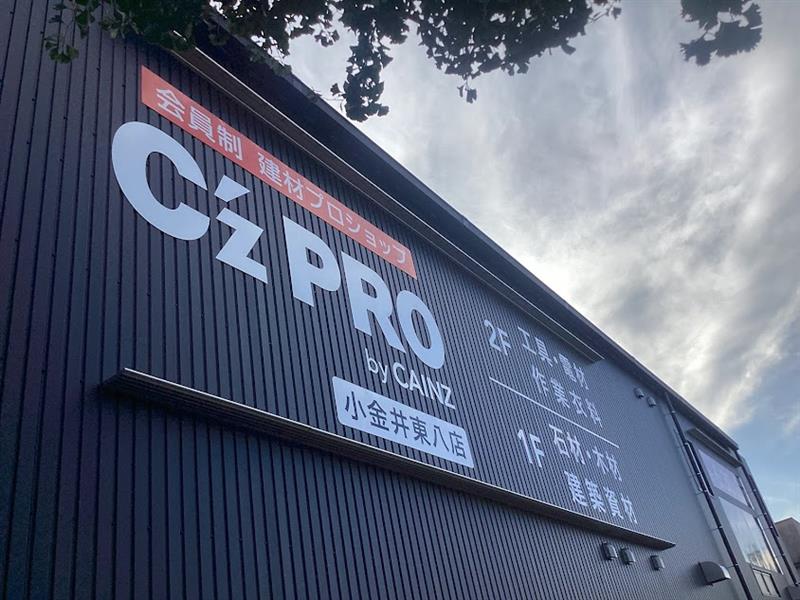 会員制 建材プロショップ
C'z PRO
by CAINZ
小金井東八店
2F 工具・電材
作業衣料
1F 石材・木材
建築資材